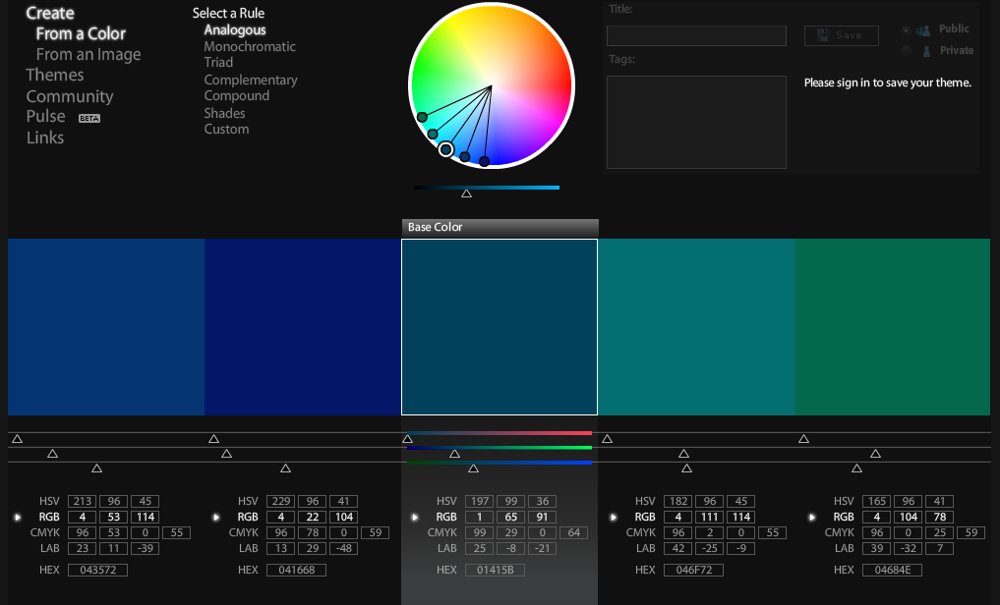 Create
From a Color
From an Image
Themes
Community
Pulse BETA
Links
Select a Rule
Analogous
Monochromatic
Triad
Complementary
Compound
Shades
Custom
Title:
Save
Public
Private
Tags:
Please sign in to save your theme.
Base Color
HSV 213 96 45
RGB 4 53 114
CMYK 96 53 0 55
LAB 23 11 -39
HEX 043572
HSV 229 96 41
RGB 4 22 104
CMYK 96 78 0 59
LAB 13 29 -48
HEX 041668
HSV 197 99 36
RGB 1 65 91
CMYK 99 29 0 64
LAB 25 -8 -21
HEX 01415B
HSV 182 96 45
RGB 4 111 114
CMYK 96 2 0 55
LAB 42 -25 -9
HEX 046F72
HSV 165 96 41
RGB 4 104 78
CMYK 96 0 25 59
LAB 39 -32 7
HEX 04684E